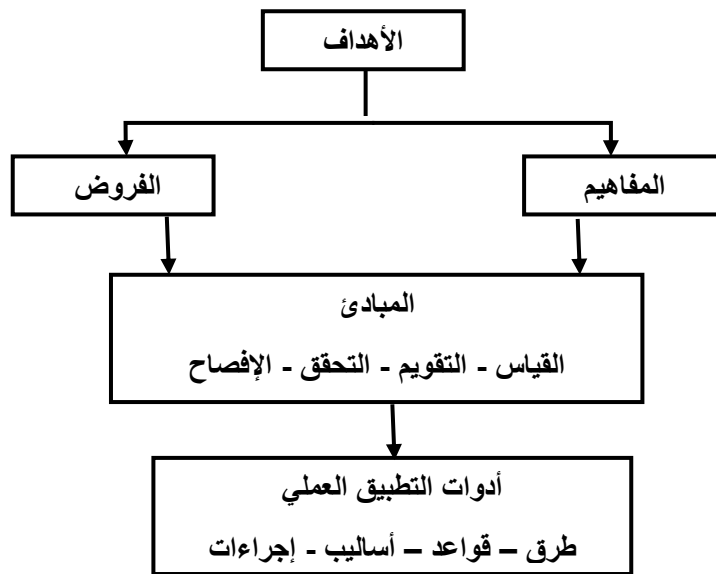 الأهداف
المفاهيم
الفروض
المبادئ
القياس - التقويم - التحقق - الإفصاح
أدوات التطبيق العملي
طرق – قواعد – أساليب - إجراءات